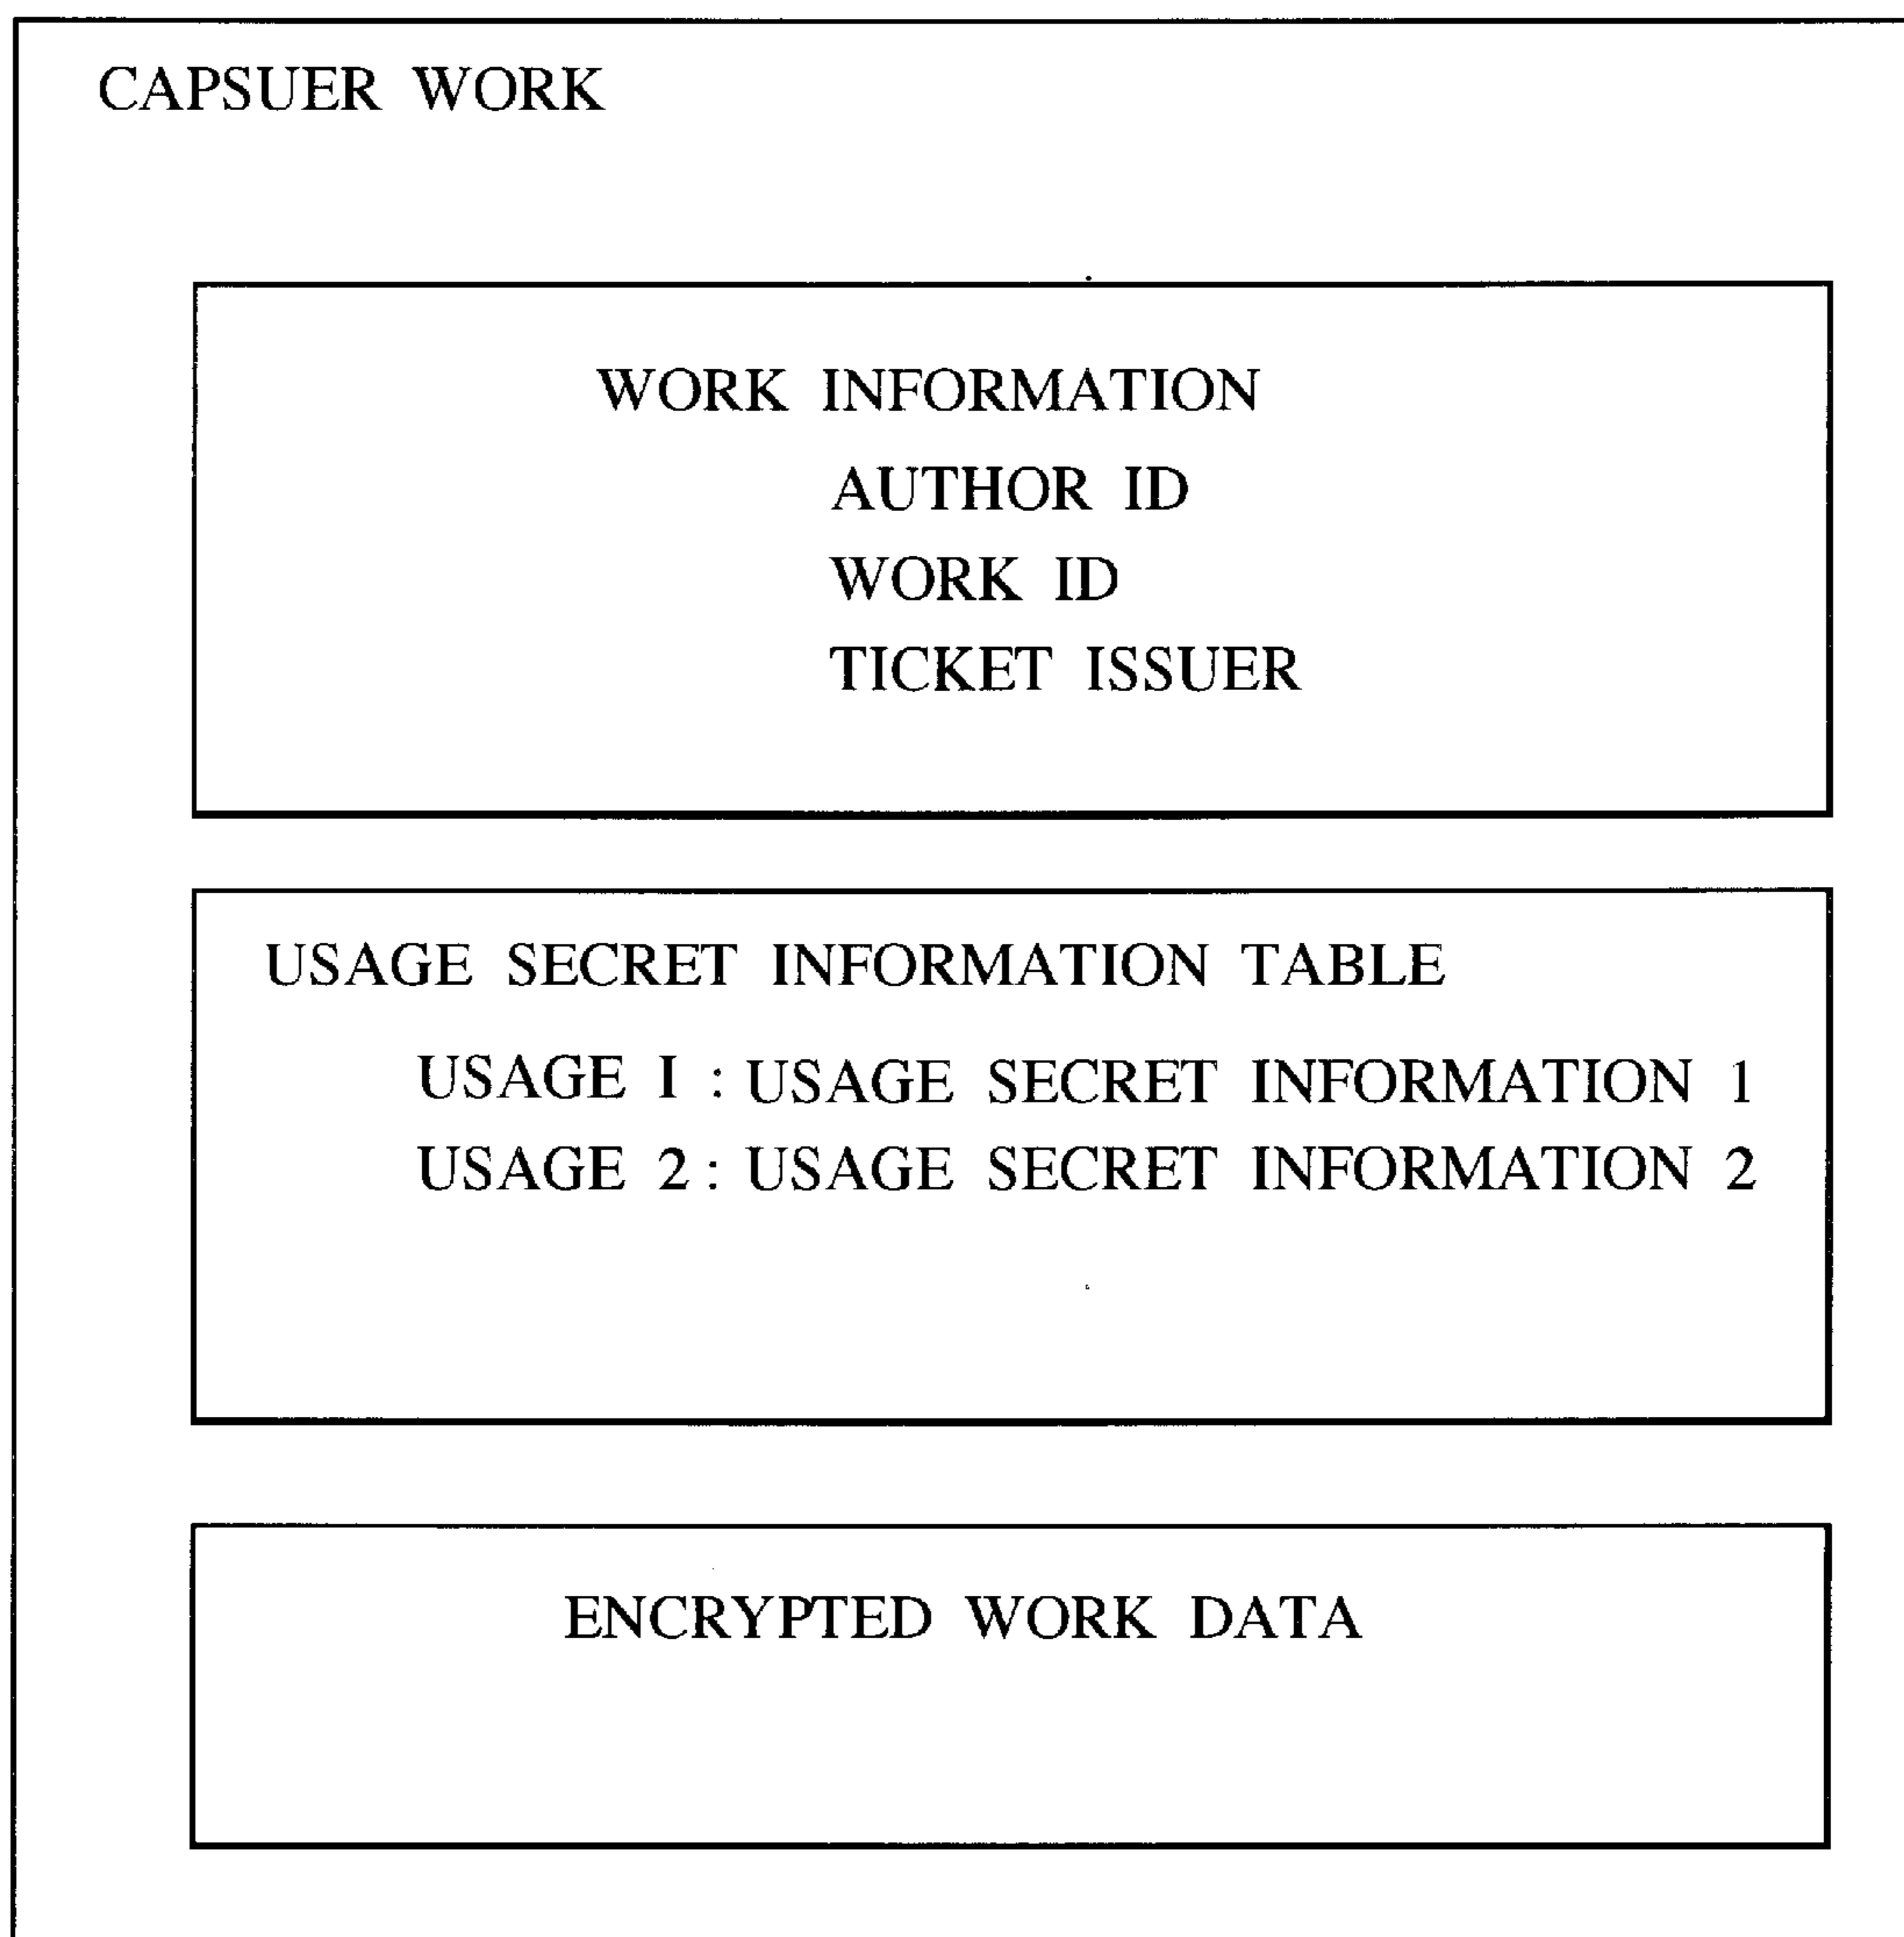 CAPSUER WORK
WORK INFORMATION
AUTHOR ID
WORK ID
TICKET ISSUER
USAGE SECRET INFORMATION TABLE
USAGE I : USAGE SECRET INFORMATION 1
USAGE 2 : USAGE SECRET INFORMATION 2
ENCRYPTED WORK DATA